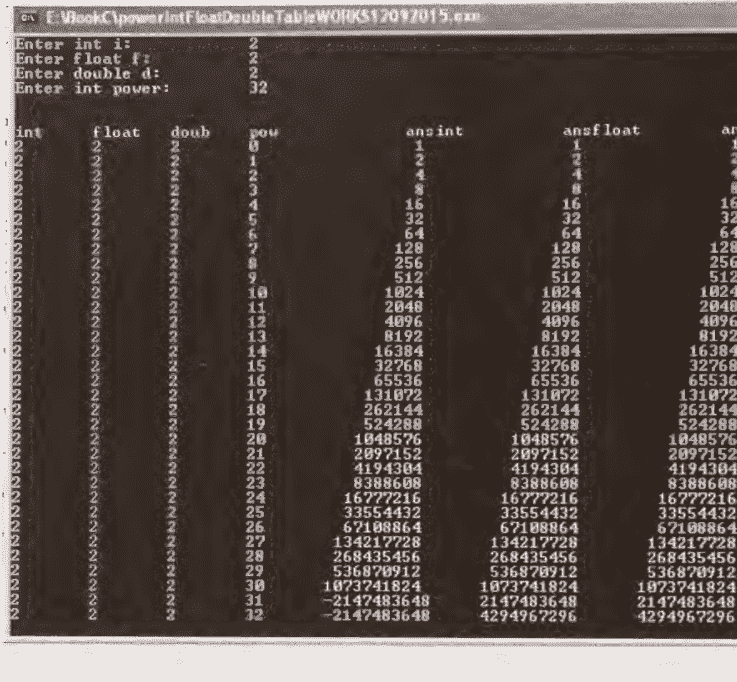 E:\BookC\powerIntFloatDoubleTableWORKS12092015.exe
Enter int i: 2
Enter float f: 2
Enter double d: 2
Enter int power: 32
int float doub pow ansint ansfloat an
2 2 2 0 1 1 1
2 2 2 1 2 2 2
2 2 2 2 4 4 4
2 2 2 3 8 8 8
2 2 2 4 16 16 16
2 2 2 5 32 32 32
2 2 2 6 64 64 64
2 2 2 7 128 128 128
2 2 2 8 256 256 256
2 2 2 9 512 512 512
2 2 2 10 1024 1024 1024
2 2 2 11 2048 2048 2048
2 2 2 12 4096 4096 4096
2 2 2 13 8192 8192 8192
2 2 2 14 16384 16384 16384
2 2 2 15 32768 32768 32768
2 2 2 16 65536 65536 65536
2 2 2 17 131072 131072 131072
2 2 2 18 262144 262144 262144
2 2 2 19 524288 524288 524288
2 2 2 20 1048576 1048576 1048576
2 2 2 21 2097152 2097152 2097152
2 2 2 22 4194304 4194304 4194304
2 2 2 23 8388608 8388608 8388608
2 2 2 24 16777216 16777216 16777216
2 2 2 25 33554432 33554432 33554432
2 2 2 26 67108864 67108864 67108864
2 2 2 27 134217728 134217728 134217728
2 2 2 28 268435456 268435456 268435456
2 2 2 29 536870912 536870912 536870912
2 2 2 30 1073741824 1073741824 1073741824
2 2 2 31 -2147483648 2147483648 2147483648
2 2 2 32 -2147483648 4294967296 4294967296